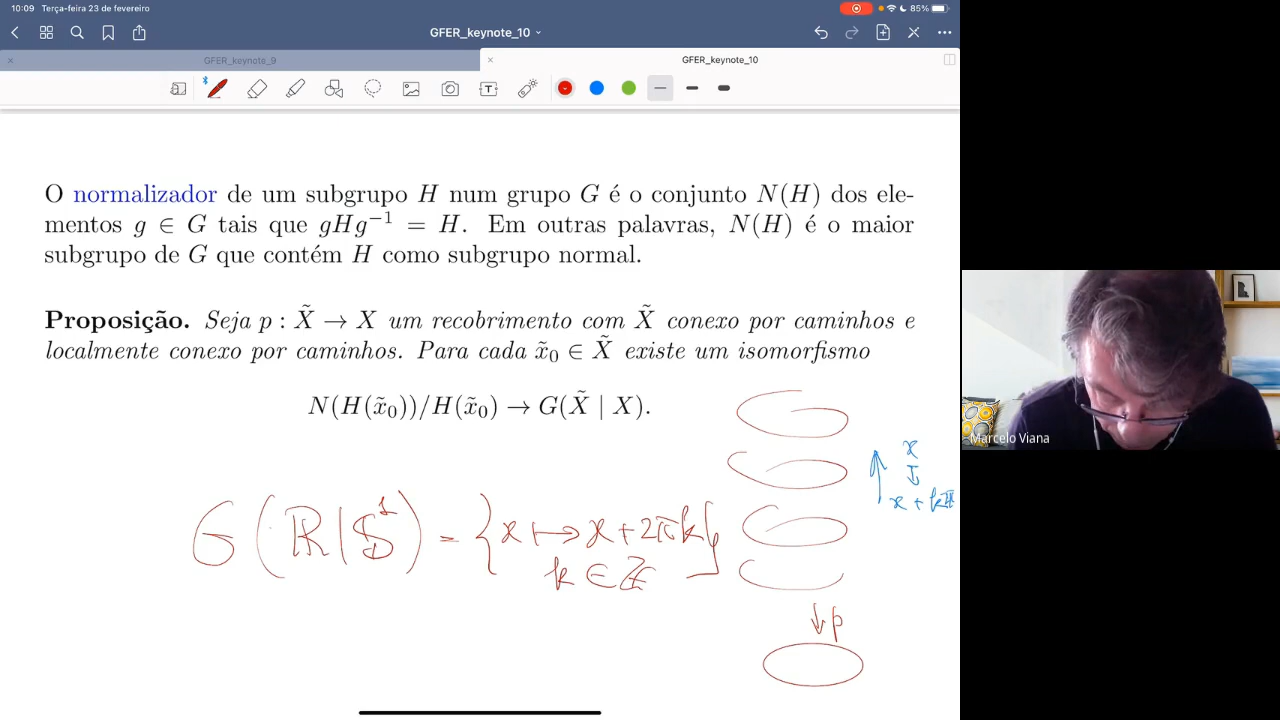 10:09 Terça-feira 23 de fevereiro
85%
GFER_keynote_10
GFER_keynote_9
GFER_keynote_10
O normalizador de um subgrupo H num grupo G é o conjunto N(H) dos ele-
mentos g ∈ G tais que gHg⁻¹ = H. Em outras palavras, N(H) é o maior
subgrupo de G que contém H como subgrupo normal.
Proposição. Seja p : X̃ → X um recobrimento com X̃ conexo por caminhos e
localmente conexo por caminhos. Para cada x̃₀ ∈ X̃ existe um isomorfismo
N(H(x̃₀))/H(x̃₀) → G(X̃ | X).
G(ℝ|S¹) = {x ↦ x + 2πk}
k ∈ ℤ
x
↓
↓p
Marcelo Viana